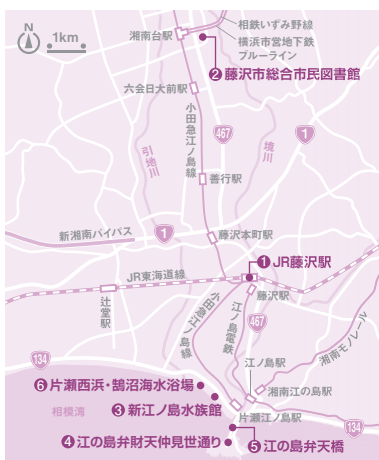 N
1km
相鉄いずみ野線
湘南台駅
横浜市営地下鉄
ブルーライン
❷藤沢市総合市民図書館
六会日大前駅
小田急江ノ島線
467
1
引地川
境川
善行駅
新湘南バイパス
1
藤沢本町駅
❶JR藤沢駅
JR東海道線
辻堂駅
藤沢駅
小田急江ノ島線
江ノ島電鉄
467
湘南モノレール
134
江ノ島駅
❻片瀬西浜・鵠沼海水浴場
湘南江の島駅
相模湾
❸新江ノ島水族館
片瀬江ノ島駅
134
❹江の島弁財天仲見世通り
❺江の島弁天橋